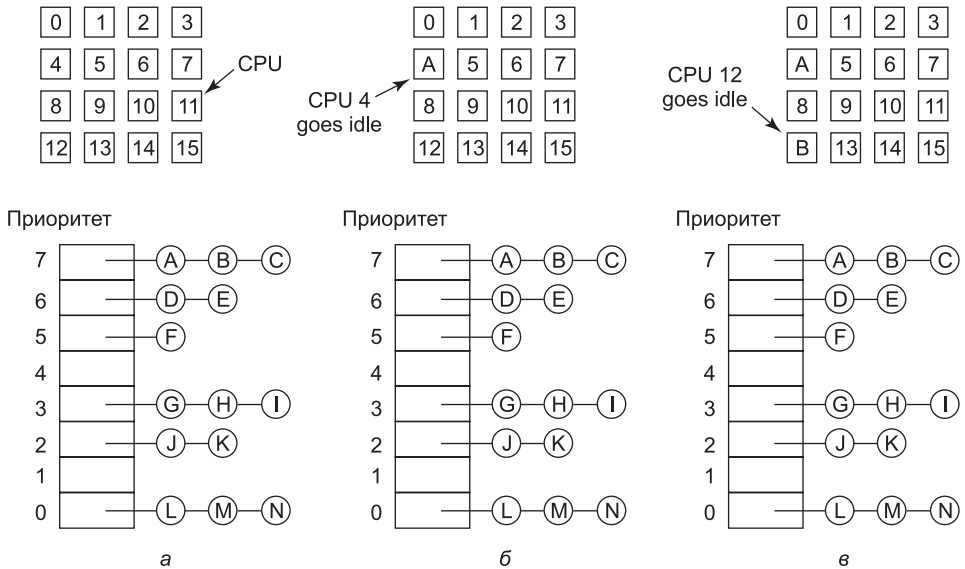 0 1 2 3
4 5 6 7
8 9 10 11
12 13 14 15
CPU
0 1 2 3
A 5 6 7
8 9 10 11
12 13 14 15
CPU 4
goes idle
0 1 2 3
A 5 6 7
8 9 10 11
B 13 14 15
CPU 12
goes idle
Приоритет
7 A B C
6 D E
5 F
4
3 G H I
2 J K
1
0 L M N
а
Приоритет
7 A B C
6 D E
5 F
4
3 G H I
2 J K
1
0 L M N
б
Приоритет
7 A B C
6 D E
5 F
4
3 G H I
2 J K
1
0 L M N
в